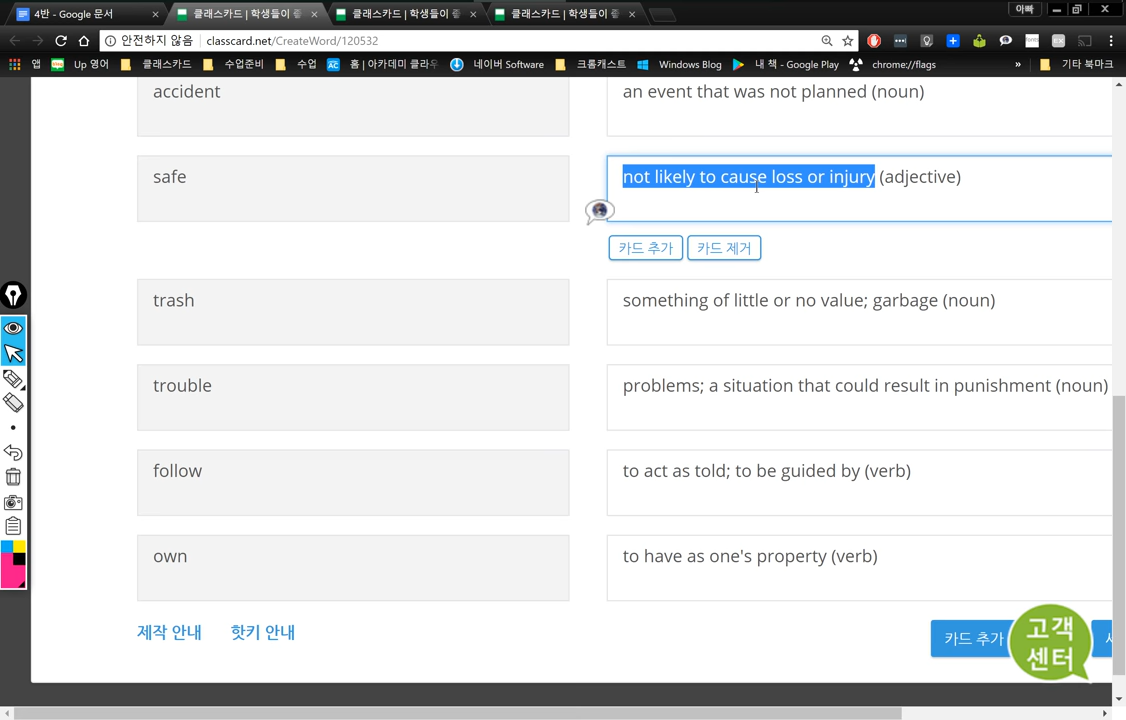 4반 - Google 문서
클래스카드 | 학생들이 좋
클래스카드 | 학생들이 좋
클래스카드 | 학생들이 좋
아빠
안전하지 않음 classcard.net/CreateWord/120532
앱 Up 영어 클래스카드 수업준비 수업 홈 | 아카데미 클라우 네이버 Software 크롬캐스트 Windows Blog 내 책 - Google Play chrome://flags » 기타 북마크
accident an event that was not planned (noun)
safe not likely to cause loss or injury (adjective)
카드 추가 카드 제거
trash something of little or no value; garbage (noun)
trouble problems; a situation that could result in punishment (noun)
follow to act as told; to be guided by (verb)
own to have as one's property (verb)
제작 안내 핫키 안내
카드 추가
고객
센터